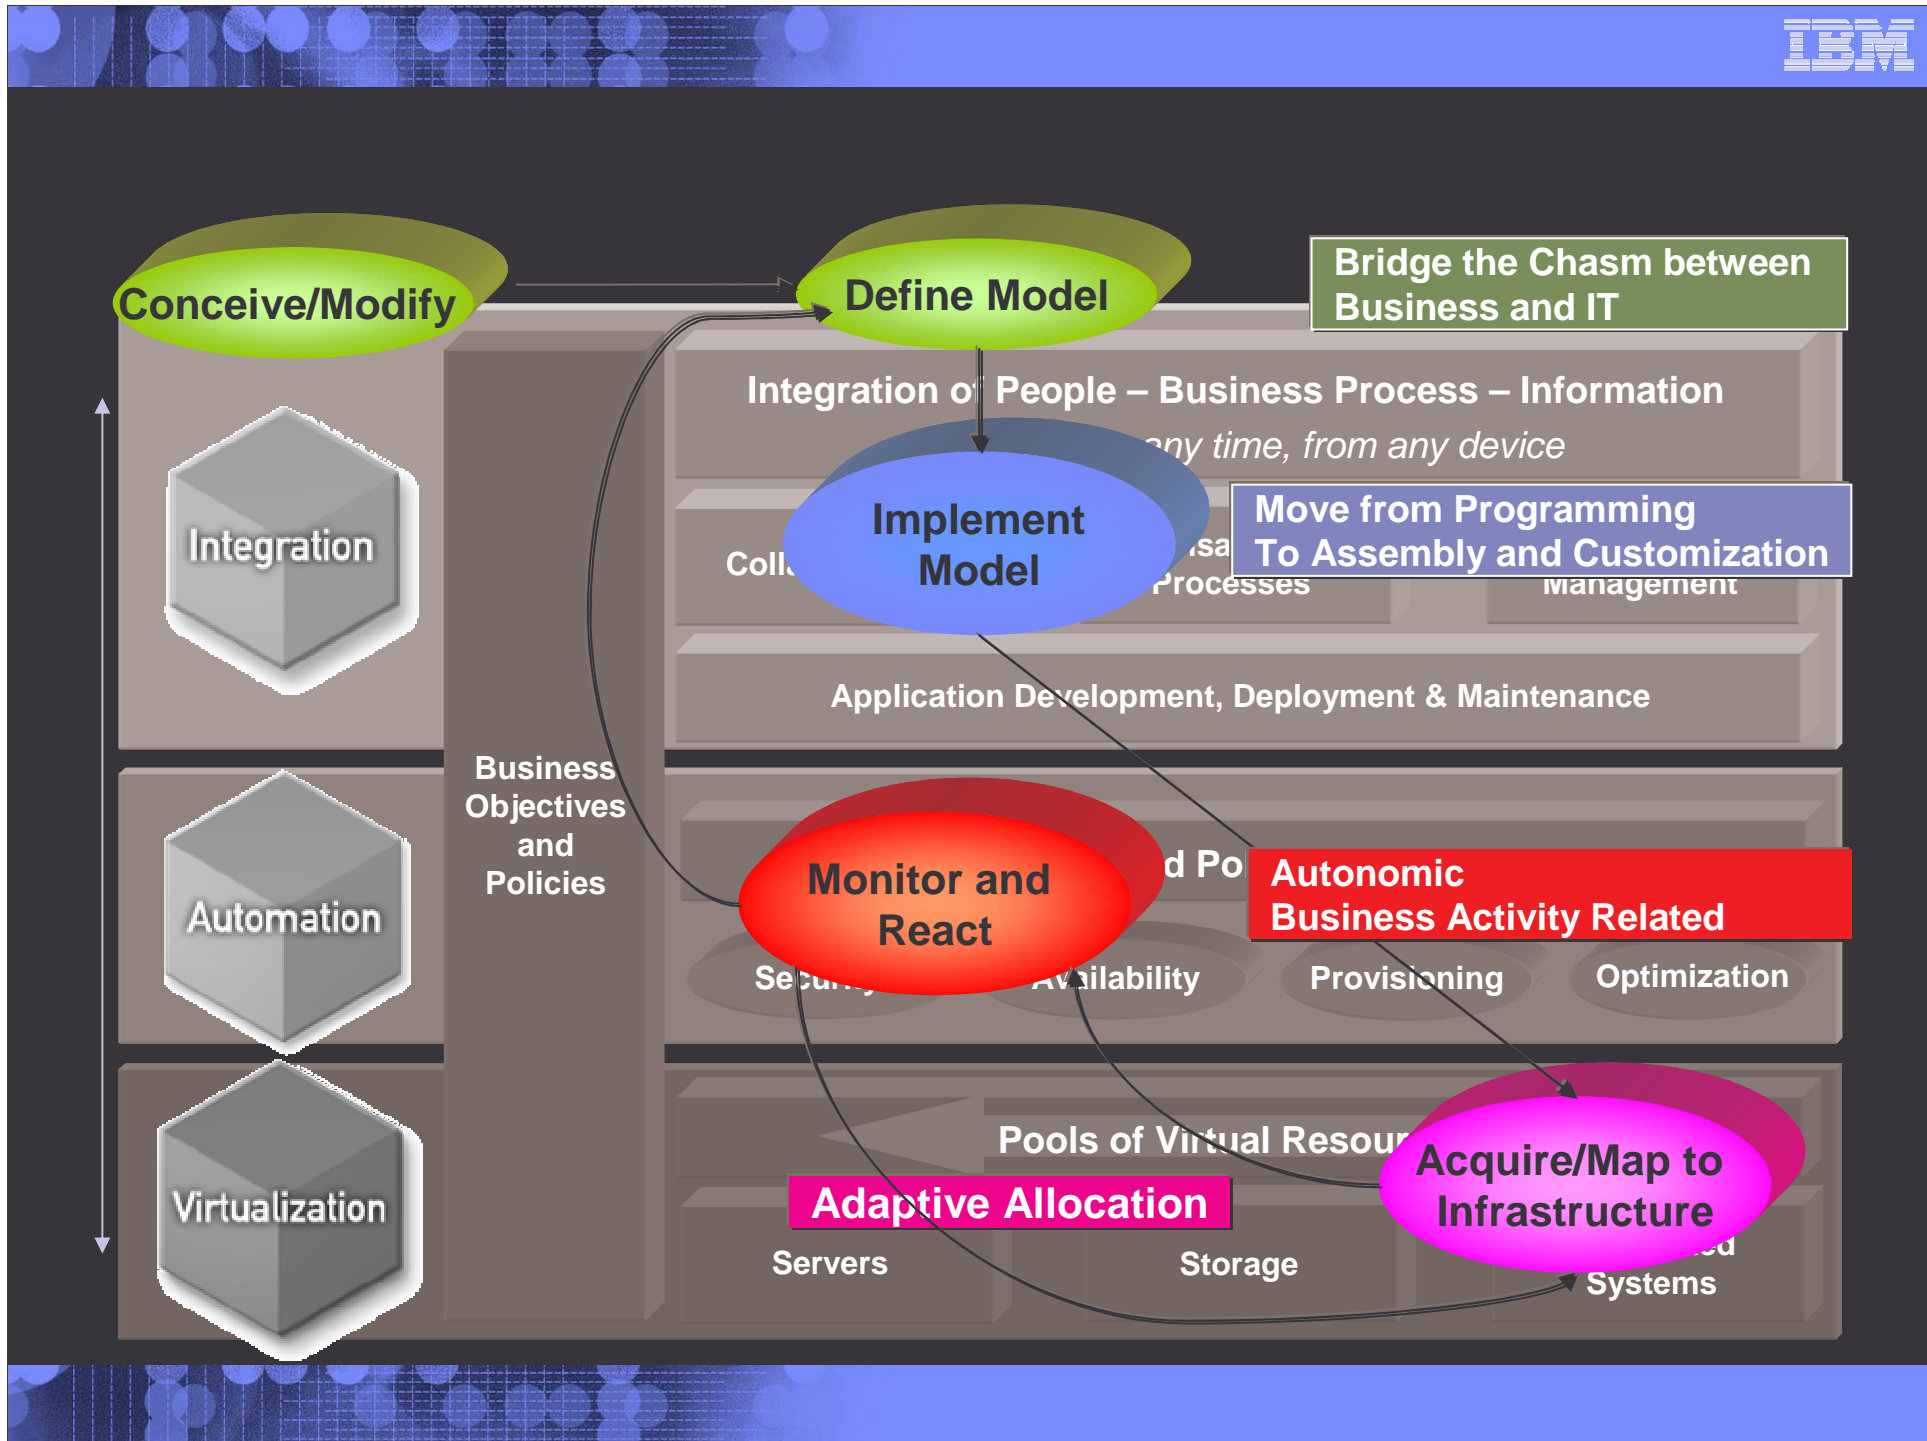 IBM
Conceive/Modify
Define Model
Bridge the Chasm between
Business and IT
Integration of People – Business Process – Information
any time, from any device
Integration
Implement
Model
Move from Programming
To Assembly and Customization
Processes
Management
Application Development, Deployment & Maintenance
Business
Objectives
and
Policies
Automation
Monitor and
React
Autonomic
Business Activity Related
Security
Availability
Provisioning
Optimization
Virtualization
Pools of Virtual
Acquire/Map to
Infrastructure
Adaptive Allocation
Servers
Storage
Systems